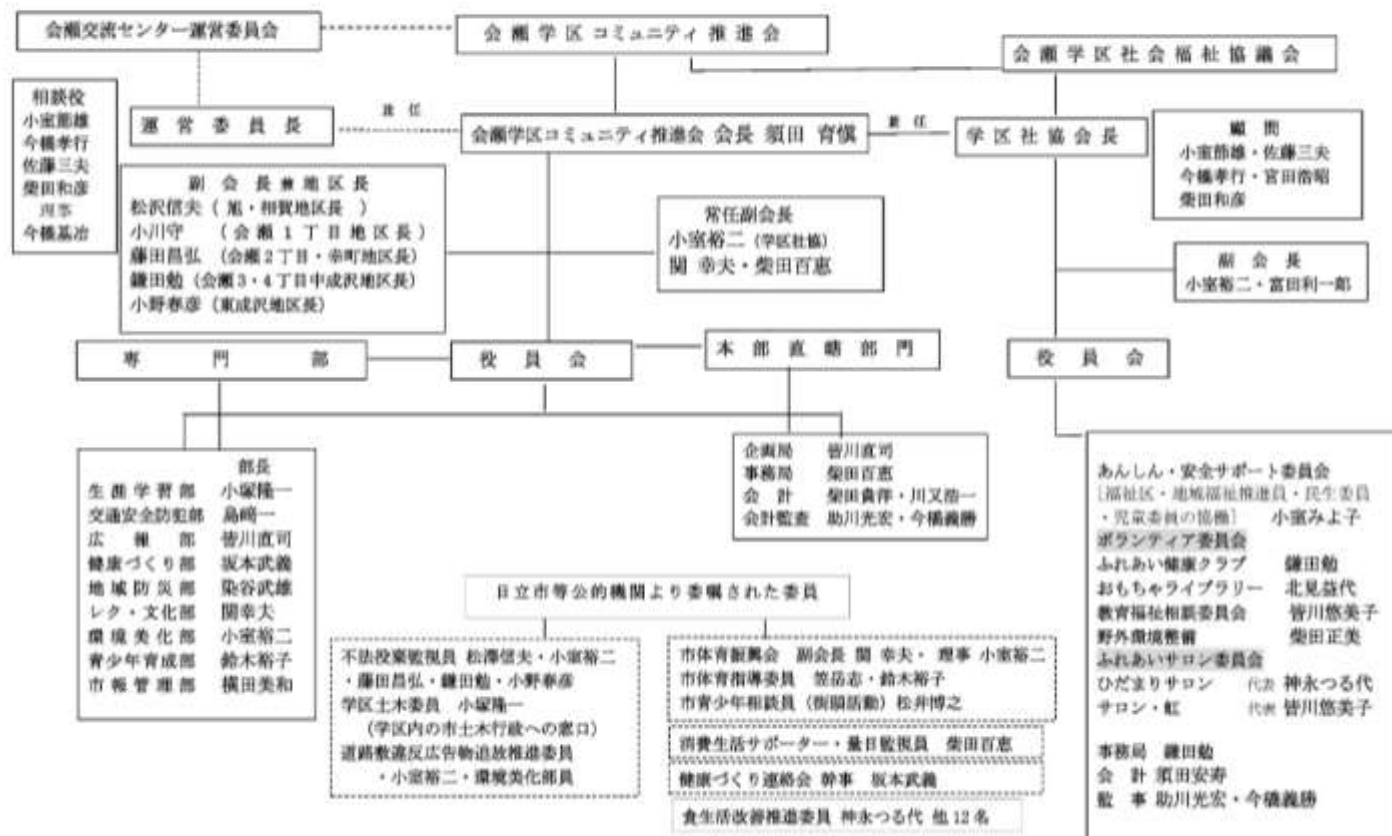 会瀬交流センター運営委員会
会瀬学区コミュニティ推進会
会瀬学区社会福祉協議会
相談役
小室節雄
今橋孝行
佐藤三夫
柴田和彦
理事
今橋基治
運営委員長
兼任
会瀬学区コミュニティ推進会 会長 須田 育愼
兼任
学区社協会長
顧問
小室節雄・佐藤三夫
今橋孝行・宮田浩昭
柴田和彦
副会長兼地区長
松沢信夫(旭・相賀地区長 )
小川守 (会瀬1丁目地区長)
藤田昌弘 (会瀬2丁目・幸町地区長)
鎌田勉(会瀬3・4丁目中成沢地区長)
小野春彦(東成沢地区長)
常任副会長
小室裕二(学区社協)
関 幸夫・柴田百恵
副会長
小室裕二・富田利一郎
専門部
役員会
本部直轄部門
役員会
部長
生涯学習部 小塚隆一
交通安全防犯部 島﨑一
広報部 皆川直司
健康づくり部 坂本武義
地域防災部 染谷武雄
レク・文化部 関幸夫
環境美化部 小室裕二
青少年育成部 鈴木裕子
市報管理部 横田美和
企画局 皆川直司
事務局 柴田百恵
会計 柴田貴洋・川又浩一
会計監査 助川光宏・今橋義勝
日立市等公的機関より委嘱された委員
不法投棄監視員 松澤信夫・小室裕二
・藤田昌弘・鎌田勉・小野春彦
学区土木委員 小塚隆一
(学区内の市土木行政への窓口)
道路敷違反広告物追放推進委員
・小室裕二・環境美化部員
市体育振興会 副会長 関 幸夫・ 理事 小室裕二
市体育指導委員 笠岳志・鈴木裕子
市青少年相談員(街頭活動)松井博之
消費生活サポーター・量目監視員 柴田百恵
健康づくり連絡会 幹事 坂本武義
食生活改善推進委員 神永つる代 他12名
あんしん・安全サポート委員会
[福祉区・地域福祉推進員・民生委員
・児童委員の協働] 小室みよ子
ボランティア委員会
ふれあい健康クラブ 鎌田勉
おもちゃライブラリー 北見益代
教育福祉相談委員会 皆川悠美子
野外環境整備 柴田正美
ふれあいサロン委員会
ひだまりサロン 代表 神永つる代
サロン・虹 代表 皆川悠美子
事務局 鎌田勉
会計 須田安寿
監事 助川光宏・今橋義勝